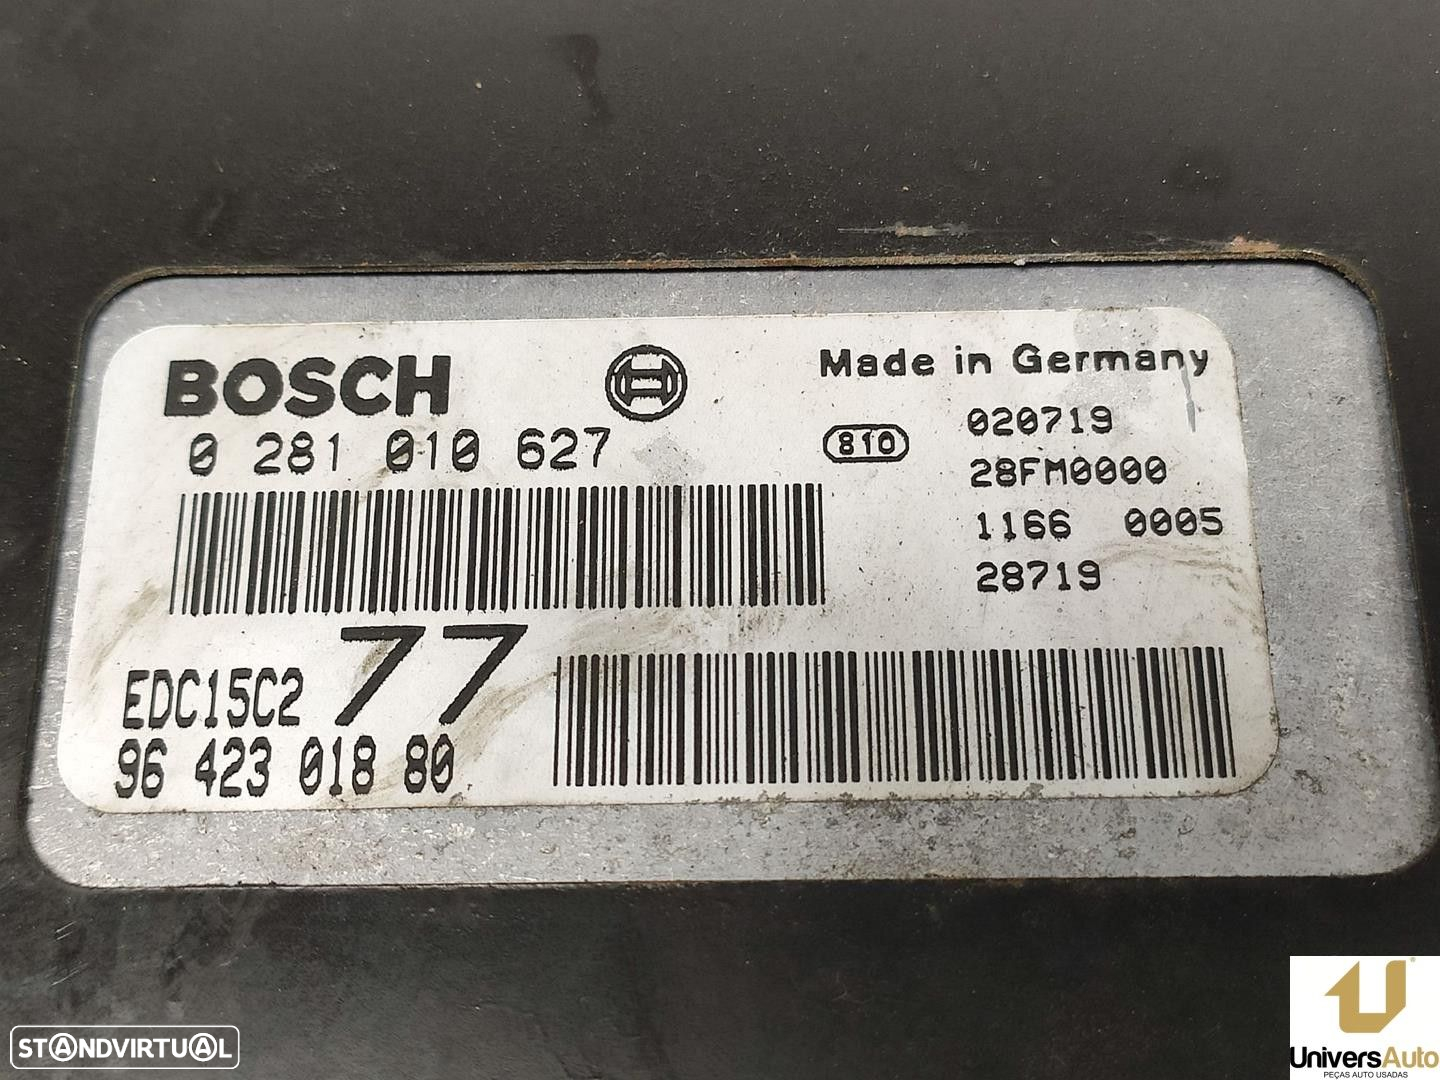 BOSCH
Made in Germany
0 281 010 627
810
020719
28FM0000
1166 0005
28719
77
EDC15C2
96 423 018 80
STANDVIRTUAL
UniversAuto
PEÇAS AUTO USADAS